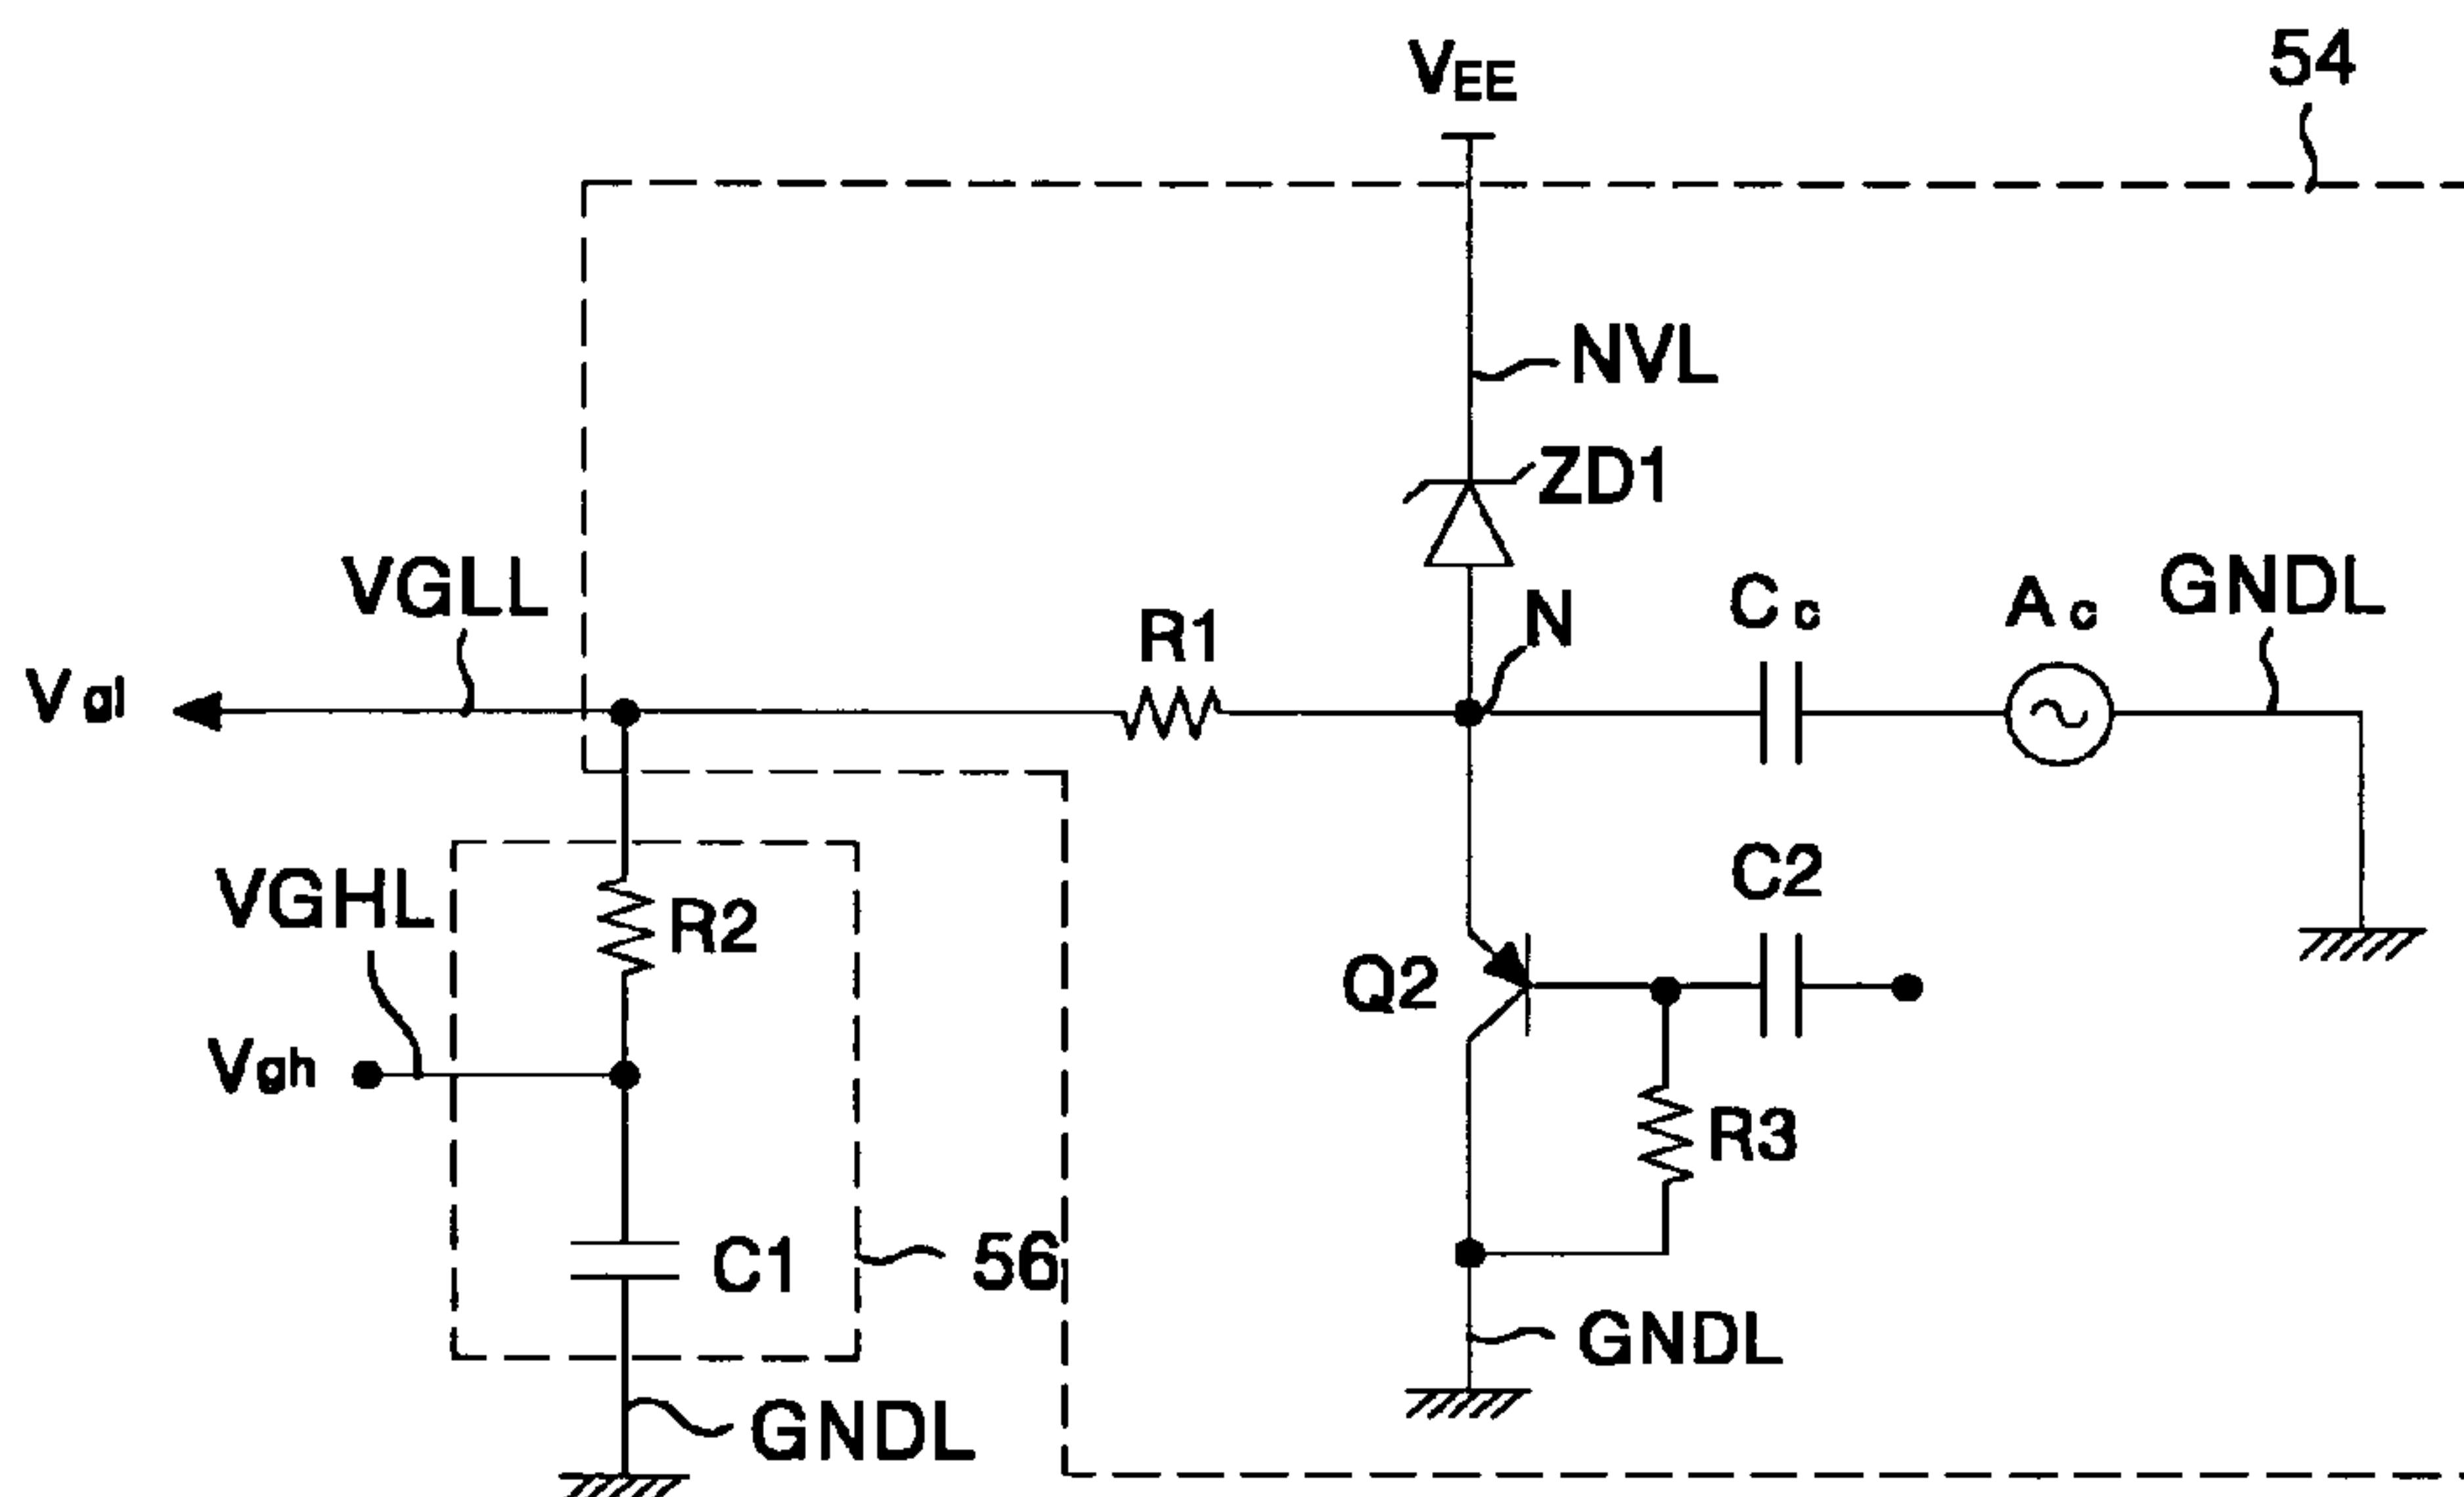 54
VEE
NVL
ZD1
VGLL
R1
N
Cc
Ac
GNDL
Vgl
VGHL
R2
C2
Q2
Vgh
R3
C1
56
GNDL
GNDL